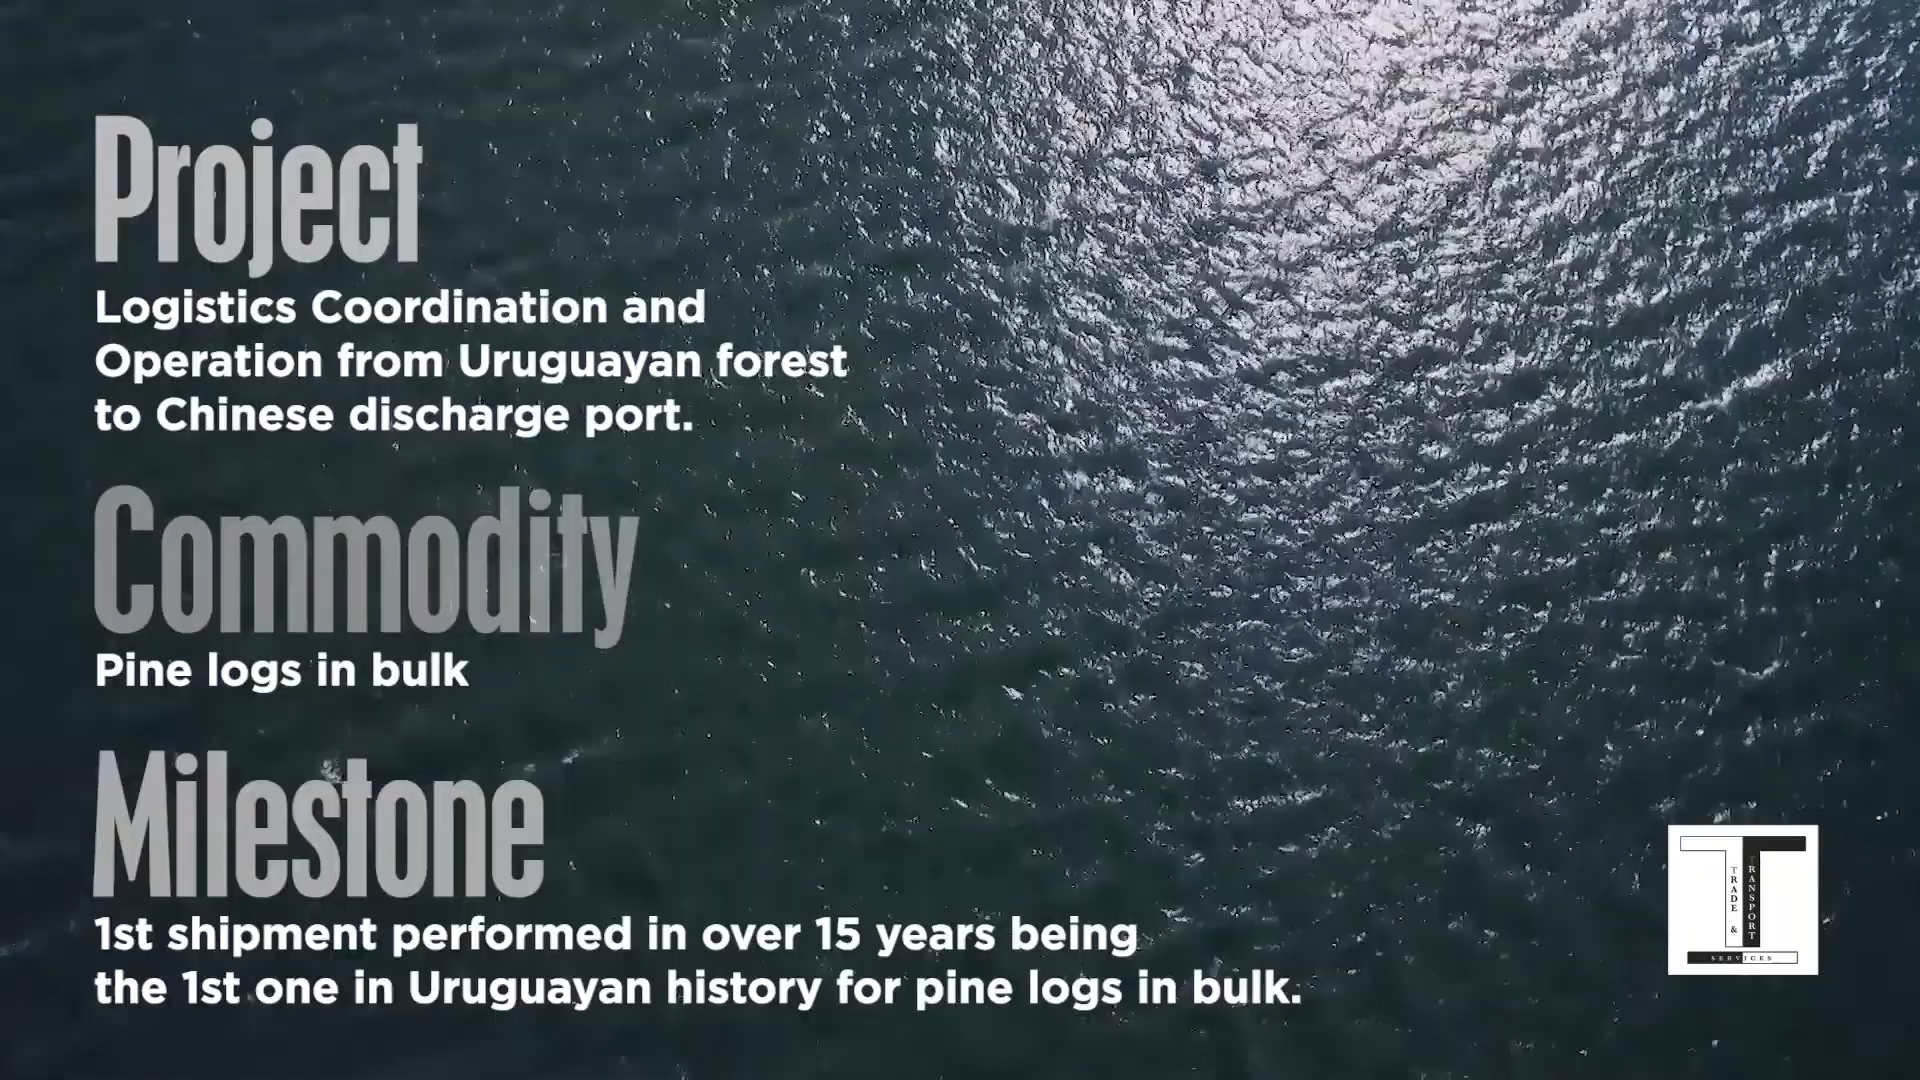 Project
Logistics Coordination and
Operation from Uruguayan forest
to Chinese discharge port.
Commodity
Pine logs in bulk
Milestone
1st shipment performed in over 15 years being
the 1st one in Uruguayan history for pine logs in bulk.
TRADE &
TRANSPORT
SERVICES